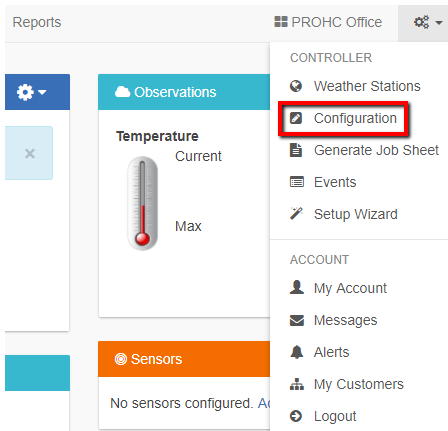 Reports
PROHC Office
Observations
Temperature
Current
Max
Sensors
No sensors configured.
CONTROLLER
Weather Stations
Configuration
Generate Job Sheet
Events
Setup Wizard
ACCOUNT
My Account
Messages
Alerts
My Customers
Logout